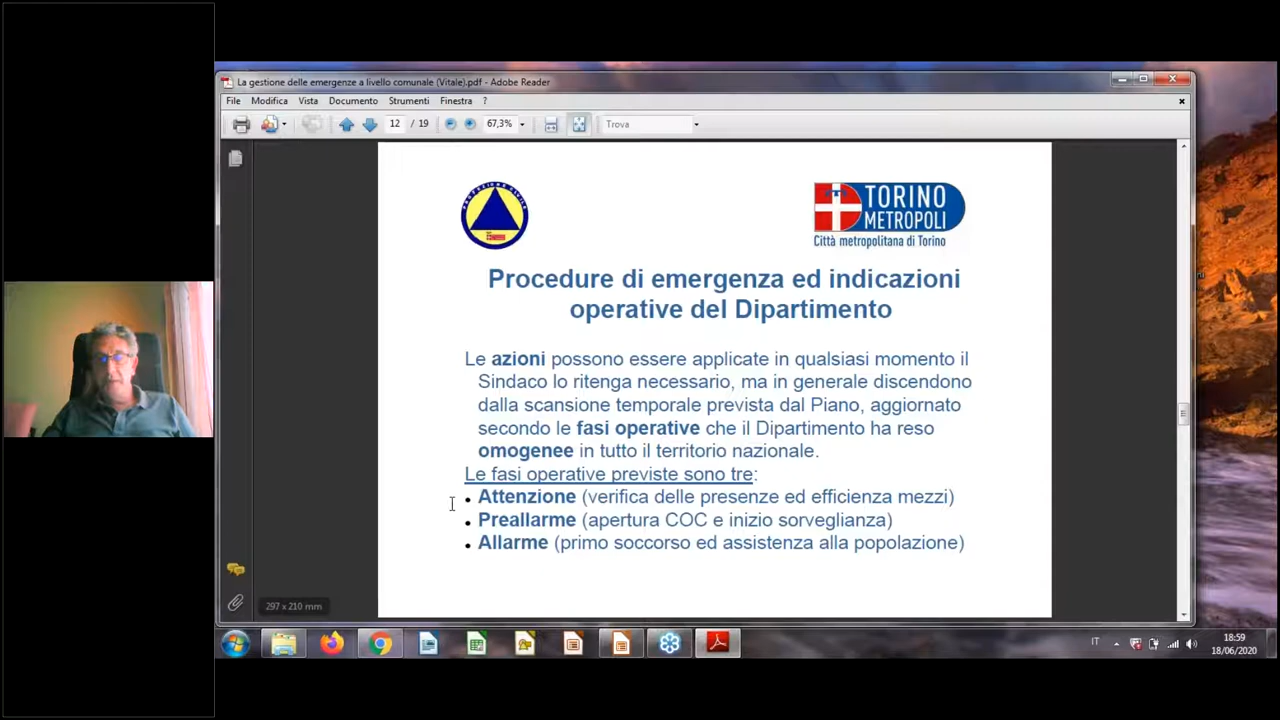 La gestione delle emergenze a livello comunale (Vitale).pdf - Adobe Reader
File Modifica Vista Documento Strumenti Finestra ?
12 / 19 67,3% Trova
PROTEZIONE CIVILE
TORINO
METROPOLI
Città metropolitana di Torino
Procedure di emergenza ed indicazioni
operative del Dipartimento
Le azioni possono essere applicate in qualsiasi momento il
Sindaco lo ritenga necessario, ma in generale discendono
dalla scansione temporale prevista dal Piano, aggiornato
secondo le fasi operative che il Dipartimento ha reso
omogenee in tutto il territorio nazionale.
Le fasi operative previste sono tre:
• Attenzione (verifica delle presenze ed efficienza mezzi)
• Preallarme (apertura COC e inizio sorveglianza)
• Allarme (primo soccorso ed assistenza alla popolazione)
297 x 210 mm
IT 18:59
18/06/2020